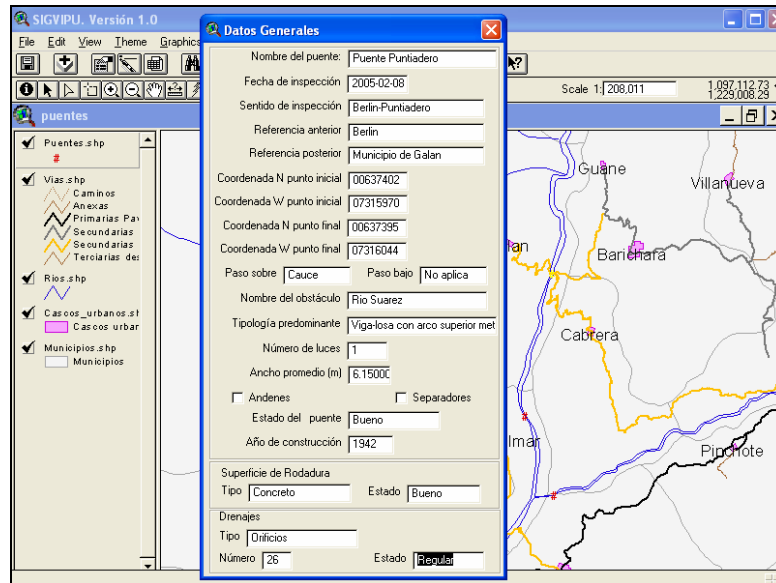 SIGVIPU. Versión 1.0
File Edit View Theme Graphics
Scale 1: 208,011
1,097,112.73
1,229,008.29
puentes
Puentes.shp
Vias.shp
Caminos
Anexas
Primarias Pav
Secundarias
Secundarias
Terciarias des
Rios.shp
Cascos_urbanos.sh
Cascos urbar
Municipios.shp
Municipios
Datos Generales
Nombre del puente: Puente Puntiadero
Fecha de inspección 2005-02-08
Sentido de inspección Berlin-Puntiadero
Referencia anterior Berlin
Referencia posterior Municipio de Galan
Coordenada N punto inicial 00637402
Coordenada W punto inicial 07315970
Coordenada N punto final 00637395
Coordenada W punto final 07316044
Paso sobre Cauce Paso bajo No aplica
Nombre del obstáculo Rio Suarez
Tipología predominante Viga-losa con arco superior met
Número de luces 1
Ancho promedio (m) 6.15000
Andenes Separadores
Estado del puente Bueno
Año de construcción 1942
Superficie de Rodadura
Tipo Concreto Estado Bueno
Drenajes
Tipo Orificios
Número 26 Estado Regular
Guane
Villanueva
lan
Barichara
Cabrera
lmar
Pinchote